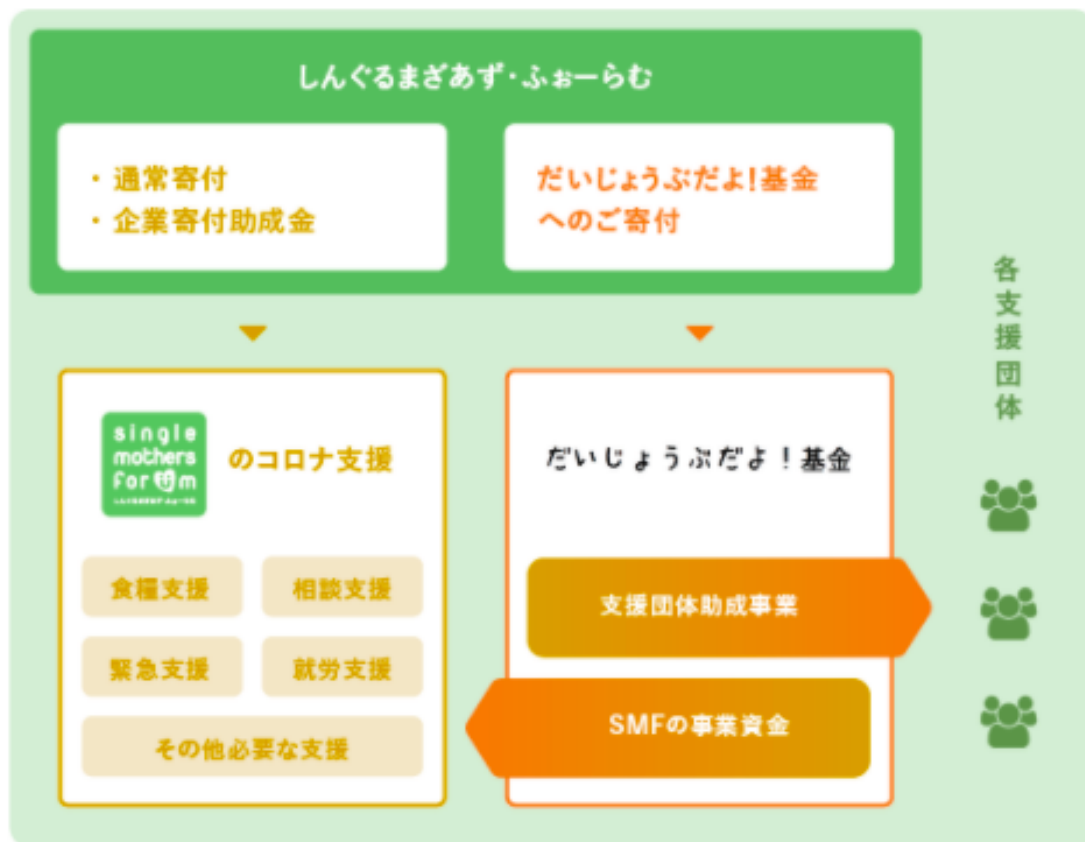 しんぐるまざあず・ふぉーらむ
・ 通常寄付
・ 企業寄付助成金
だいじょうぶだよ!基金
へのご寄付
single
mothers
forum
のコロナ支援
食糧支援
相談支援
緊急支援
就労支援
その他必要な支援
だいじょうぶだよ!基金
支援団体助成事業
SMFの事業資金
各支援団体